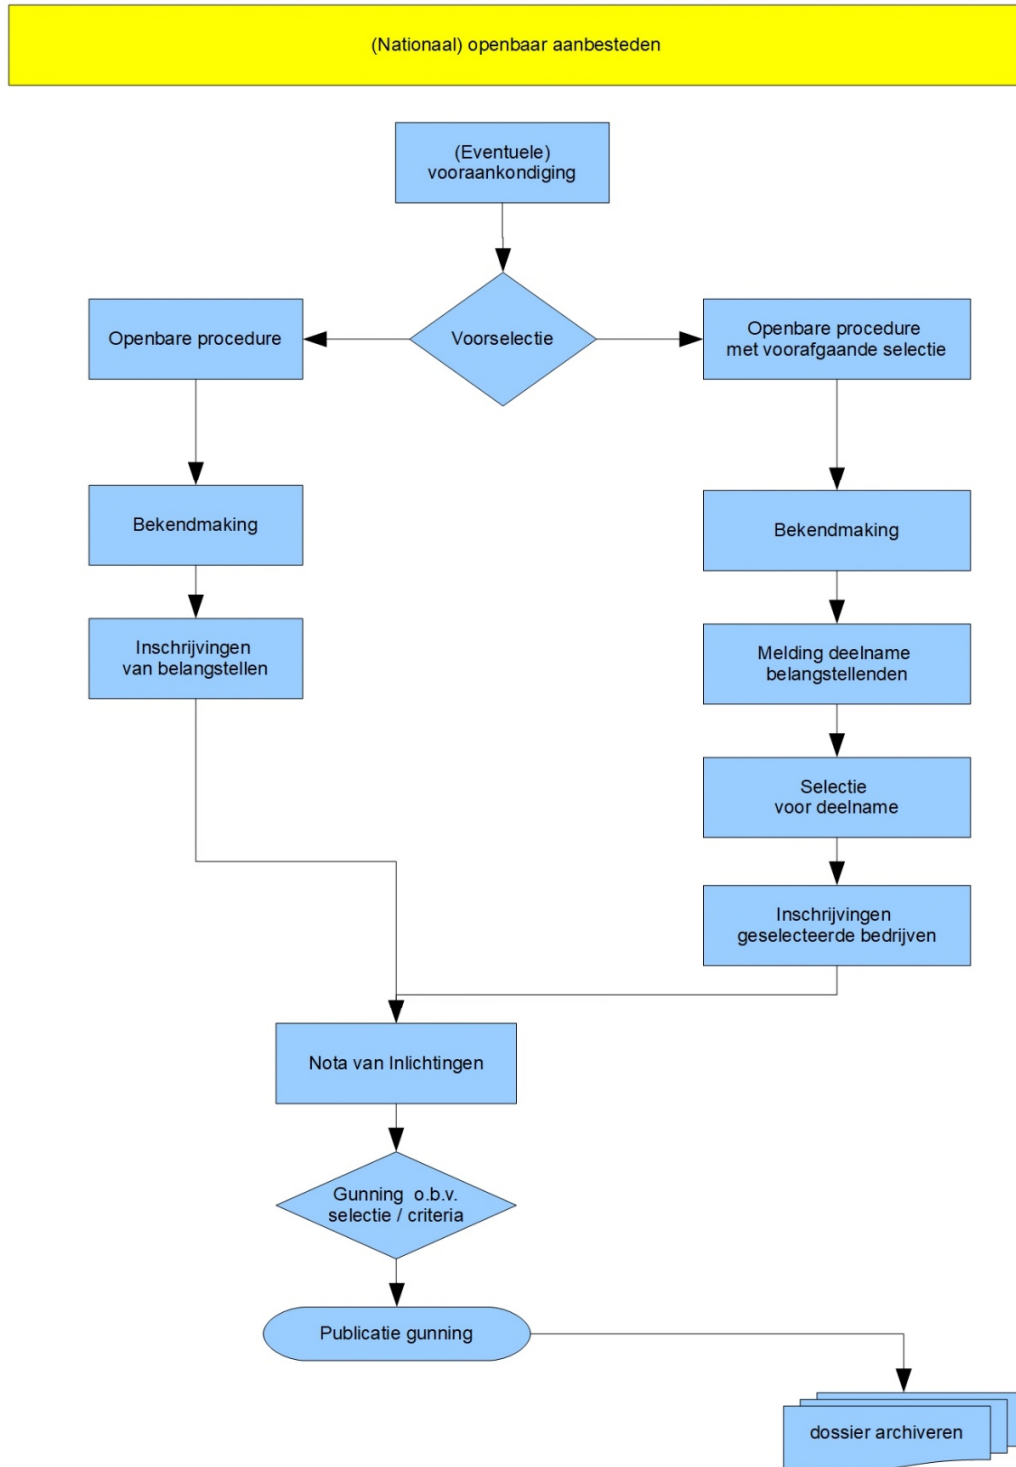 (Nationaal) openbaar aanbesteden
(Eventuele)
vooraankondiging
Voorselectie
Openbare procedure
Bekendmaking
Inschrijvingen
van belangstellen
Openbare procedure
met voorafgaande selectie
Bekendmaking
Melding deelname
belangstellenden
Selectie
voor deelname
Inschrijvingen
geselecteerde bedrijven
Nota van Inlichtingen
Gunning o.b.v.
selectie / criteria
Publicatie gunning
dossier archiveren